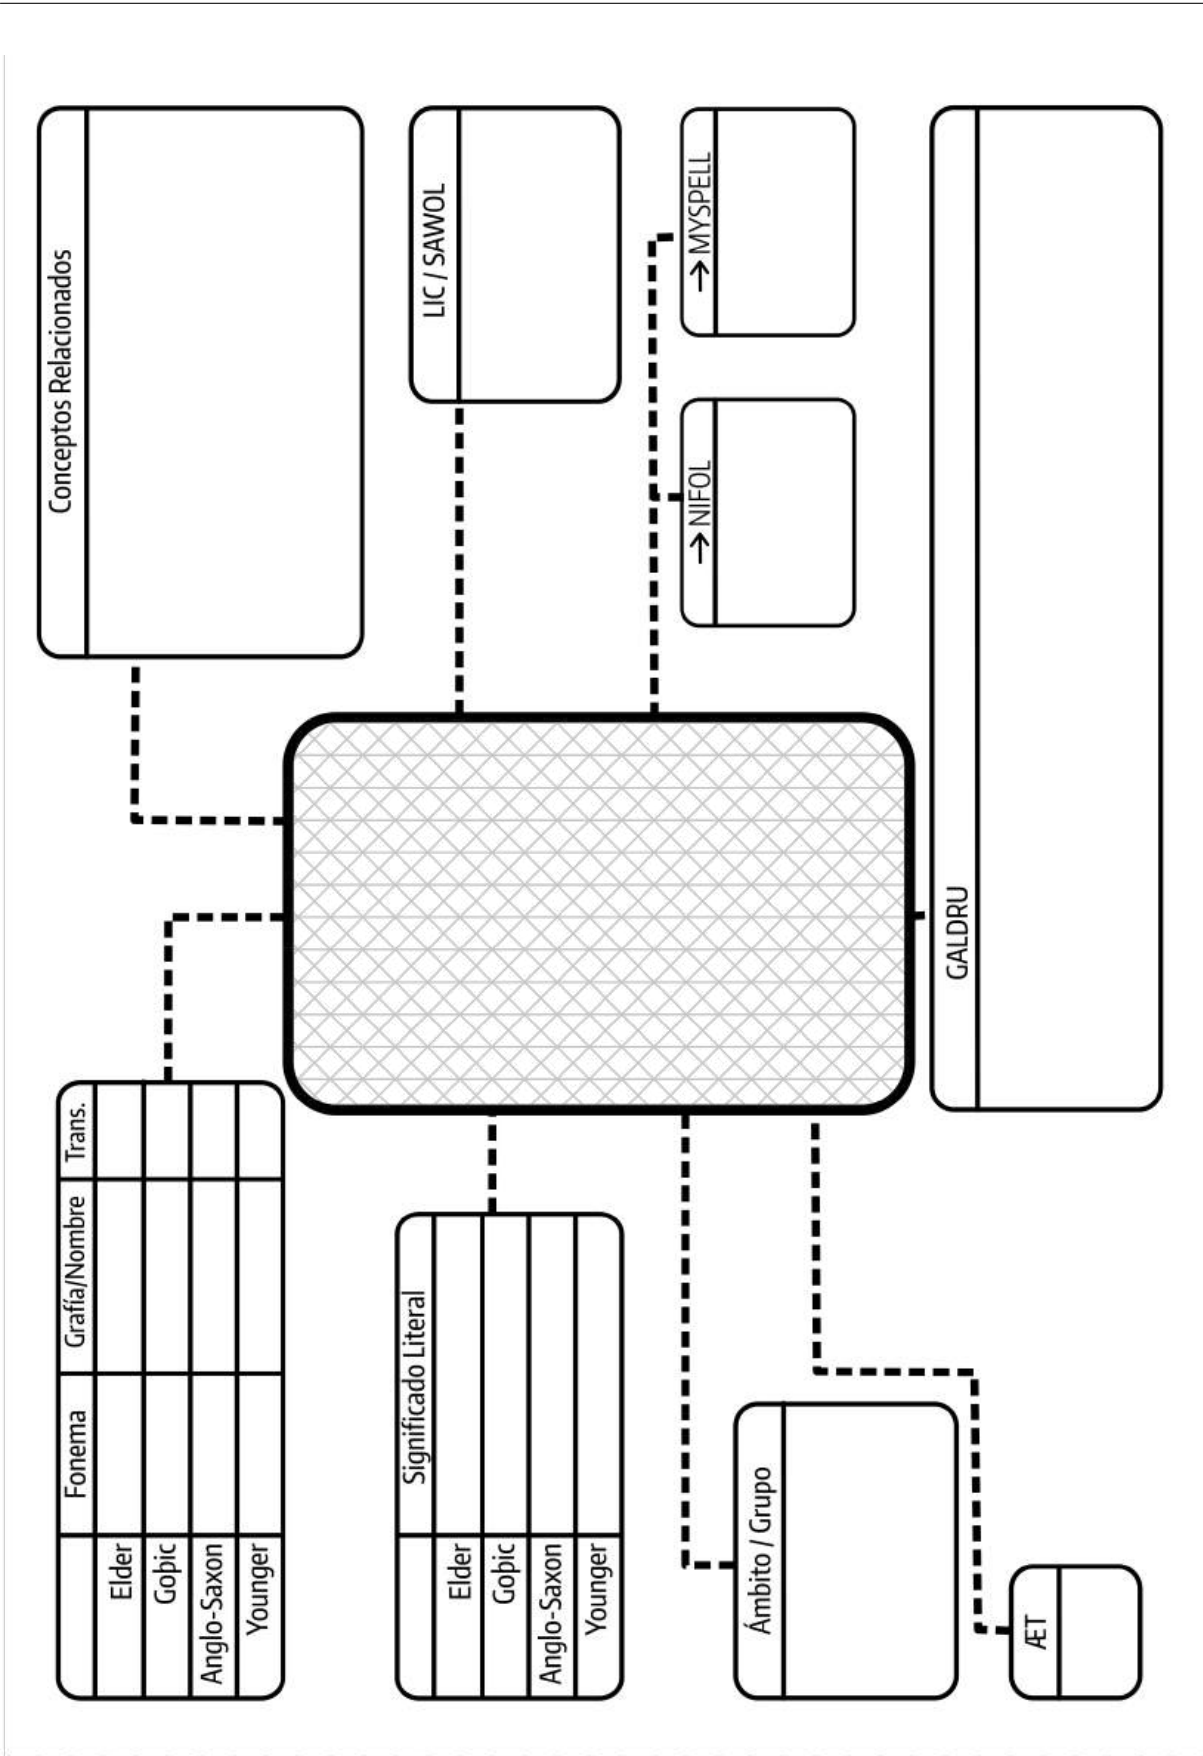 Fonema Grafía/Nombre Trans.
Elder
Goþic
Anglo-Saxon
Younger
Conceptos Relacionados
Significado Literal
Elder
Goþic
Anglo-Saxon
Younger
LIC / SAWOL
→NIFOL
→MYSPELL
Ámbito / Grupo
GALDRU
ÆT